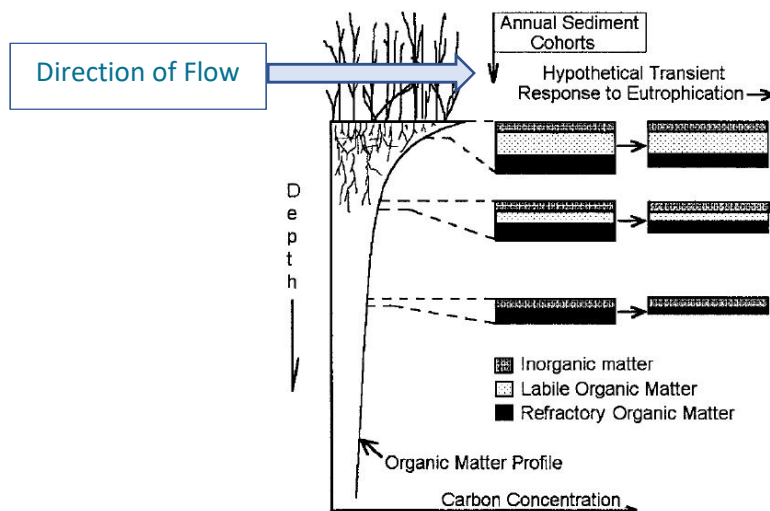 Direction of Flow
Annual Sediment
Cohorts
Hypothetical Transient
Response to Eutrophication
Depth
Inorganic matter
Labile Organic Matter
Refractory Organic Matter
Organic Matter Profile
Carbon Concentration